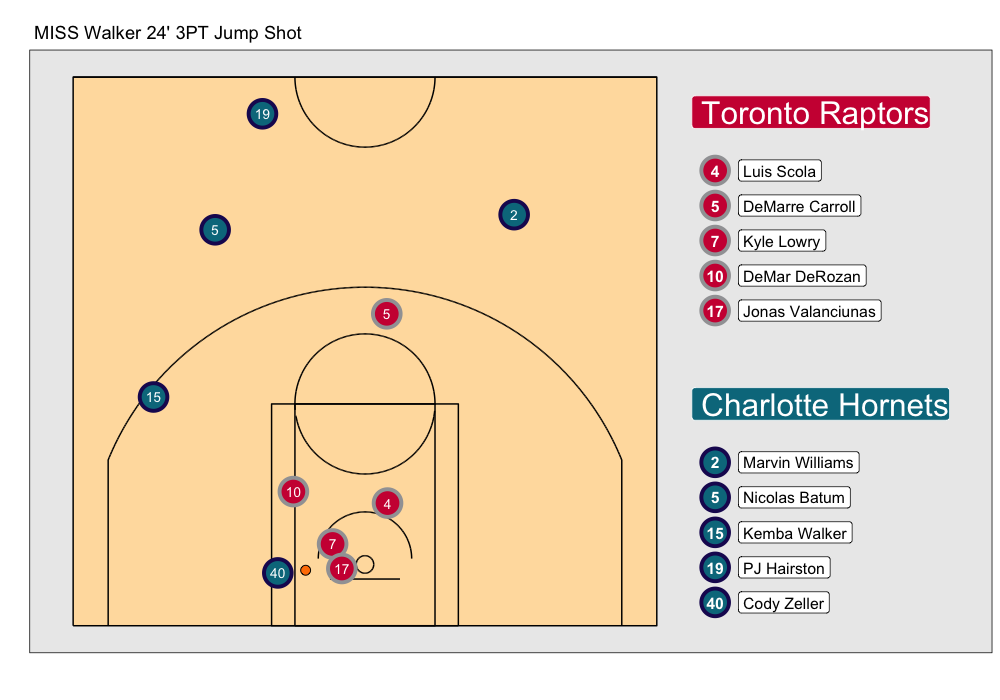 MISS Walker 24' 3PT Jump Shot
19
5
2
5
15
10
4
7
17
40
Toronto Raptors
4 Luis Scola
5 DeMarre Carroll
7 Kyle Lowry
10 DeMar DeRozan
17 Jonas Valanciunas
Charlotte Hornets
2 Marvin Williams
5 Nicolas Batum
15 Kemba Walker
19 PJ Hairston
40 Cody Zeller